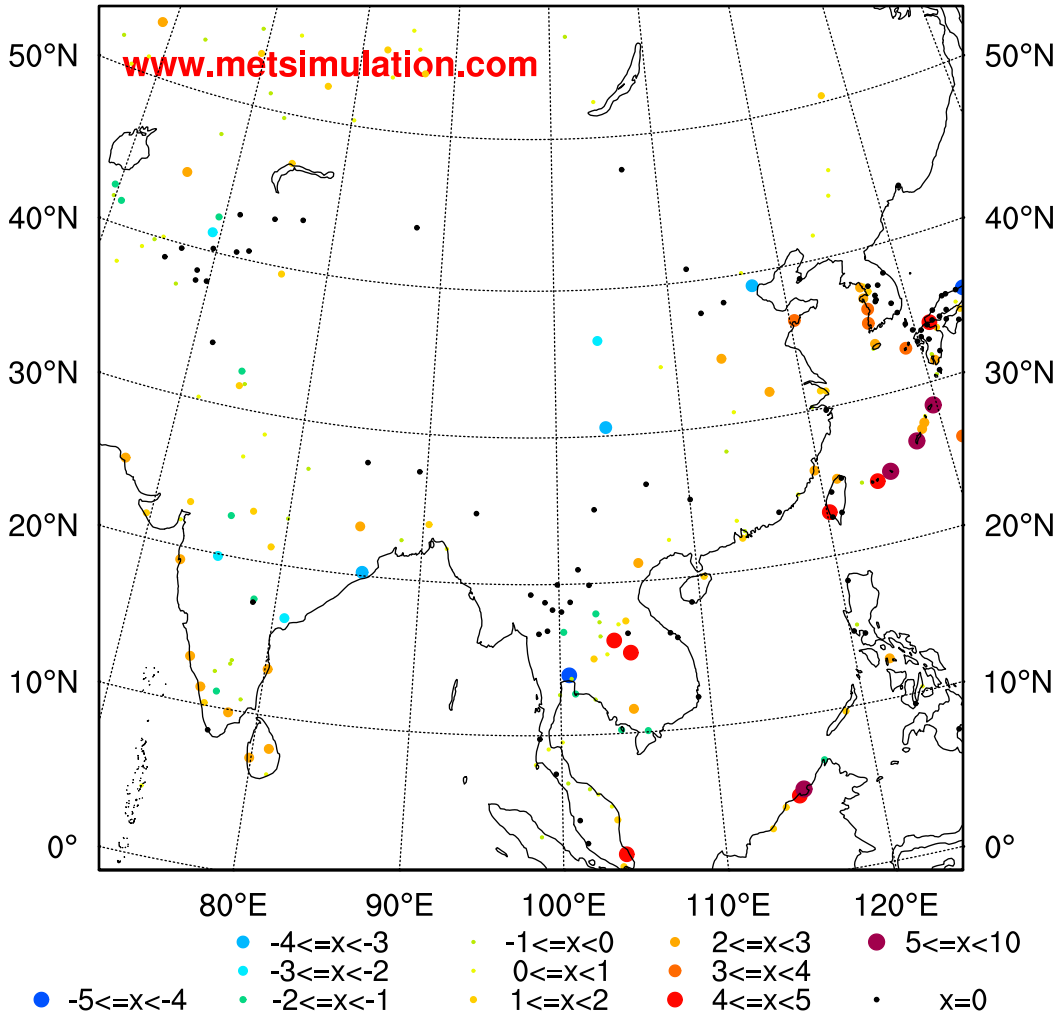 www.metsimulation.com
50°N 50°N
40°N 40°N
30°N 30°N
20°N 20°N
10°N 10°N
0° 0°
80°E 90°E 100°E 110°E 120°E
-4<=x<-3 -1<=x<0 2<=x<3 5<=x<10
-3<=x<-2 0<=x<1 3<=x<4
-5<=x<-4 -2<=x<-1 1<=x<2 4<=x<5 x=0